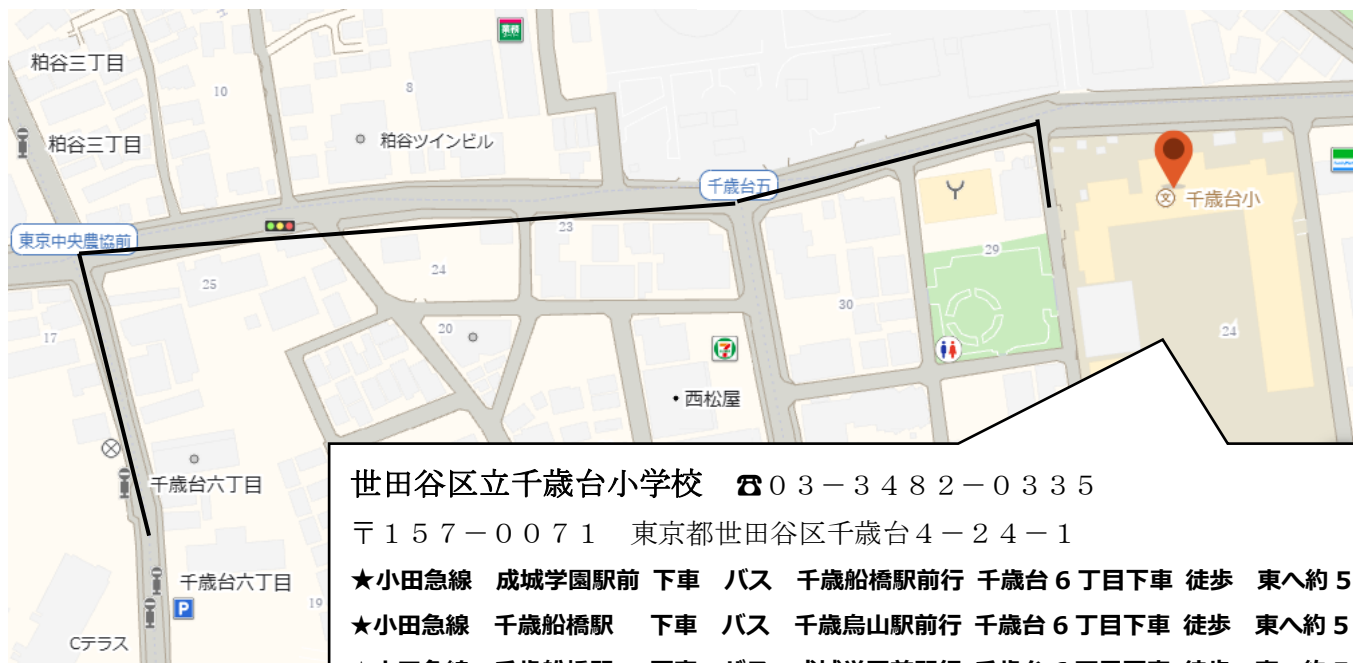 粕谷三丁目
10
8
業務
粕谷三丁目
粕谷ツインビル
千歳台五
千歳台小
文
東京中央農協前
23
24
25
29
30
17
20
24
西松屋
7
千歳台六丁目
千歳台六丁目
19
P
Cテラス
世田谷区立千歳台小学校　☎０３－３４８２－０３３５
〒１５７－００７１　東京都世田谷区千歳台４－２４－１
★小田急線　成城学園駅前 下車　バス　千歳船橋駅前行 千歳台６丁目下車 徒歩　東へ約５
★小田急線　千歳船橋駅　下車　バス　千歳烏山駅前行 千歳台６丁目下車 徒歩　東へ約５